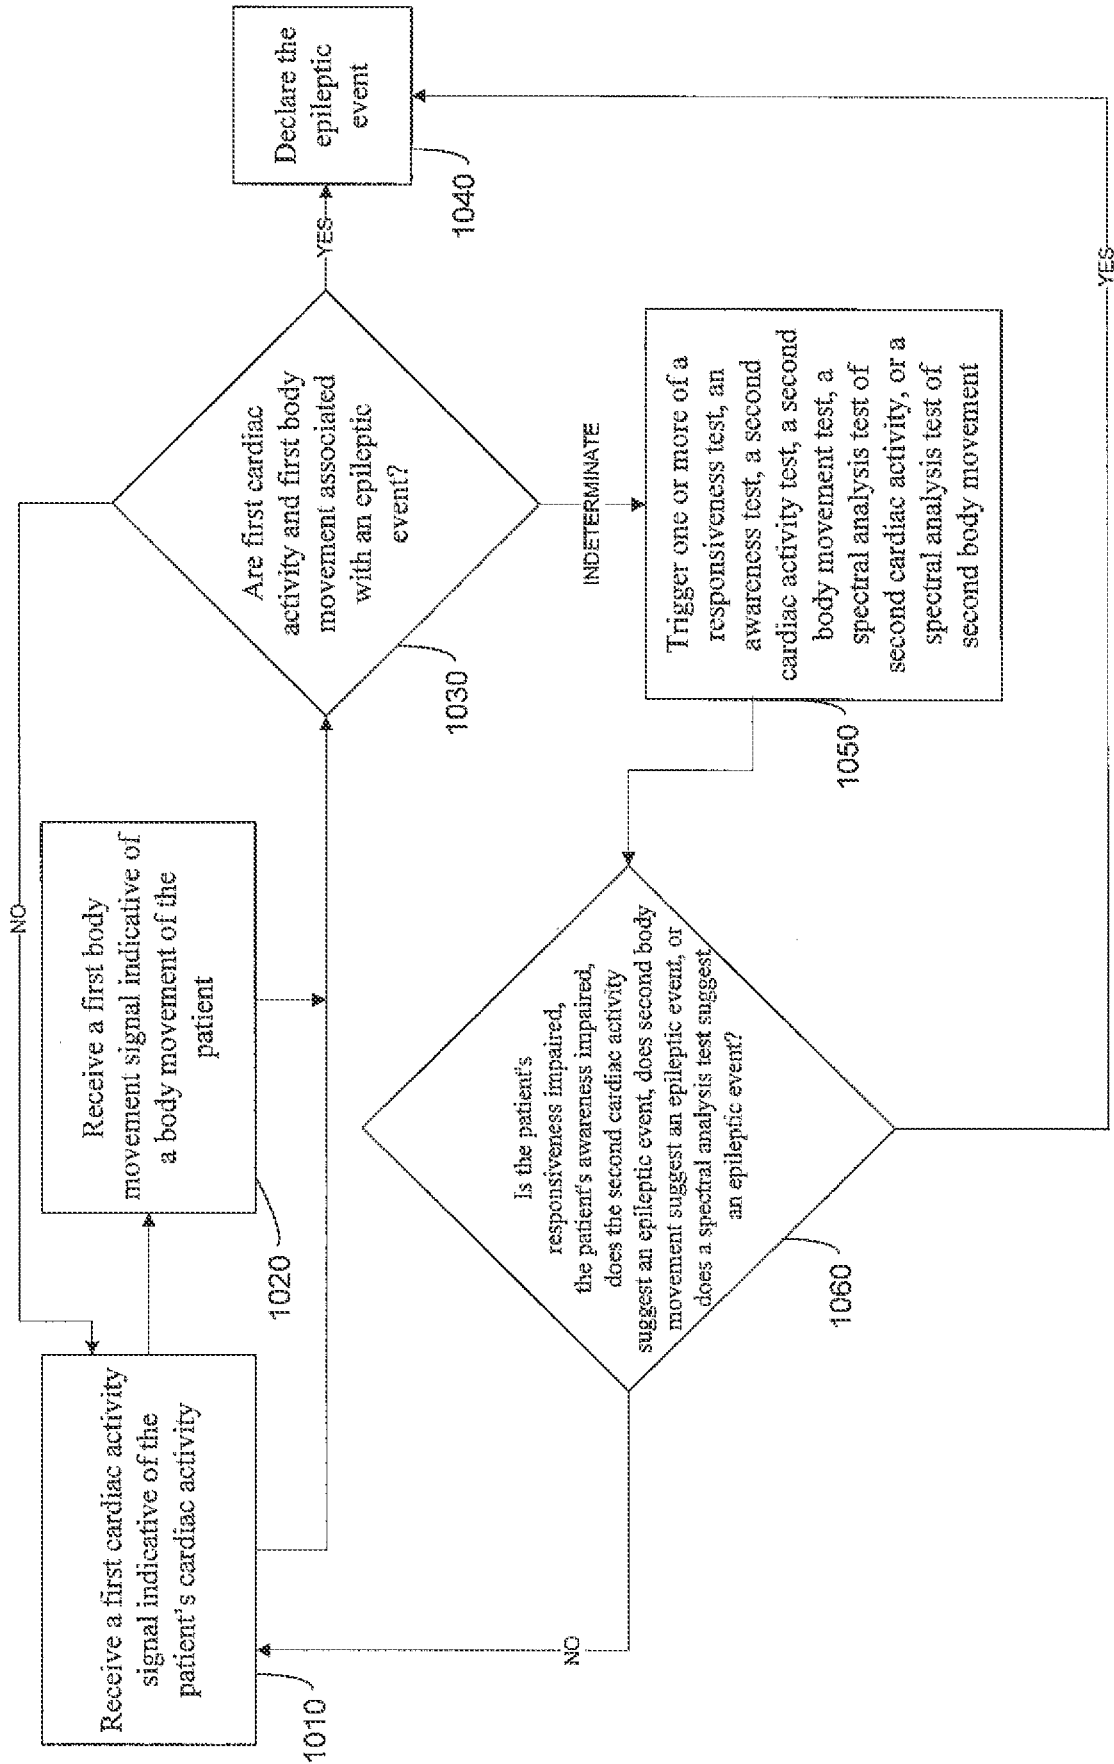 Receive a first cardiac activity
signal indicative of the
patient's cardiac activity
1010
Receive a first body
movement signal indicative of
a body movement of the
patient
1020
NO
Are first cardiac
activity and first body
movement associated
with an epileptic
event?
1030
YES
Declare the
epileptic
event
1040
INDETERMINATE
Trigger one or more of a
responsiveness test, an
awareness test, a second
cardiac activity test, a second
body movement test, a
spectral analysis test of
second cardiac activity, or a
spectral analysis test of
second body movement
1050
Is the patient's
responsiveness impaired,
the patient's awareness impaired,
does the second cardiac activity
suggest an epileptic event, does second body
movement suggest an epileptic event, or
does a spectral analysis test suggest
an epileptic event?
1060
NO
YES